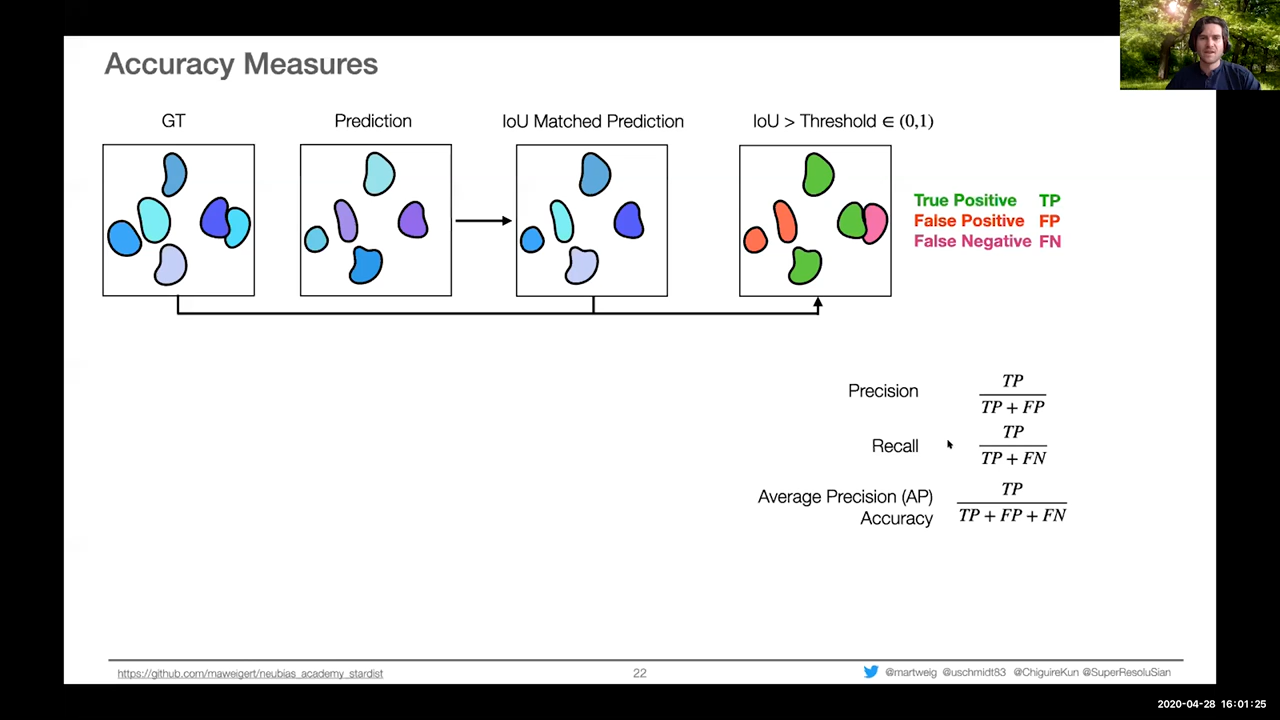 Accuracy Measures
GT
Prediction
IoU Matched Prediction
IoU > Threshold ∈ (0,1)
True Positive TP
False Positive FP
False Negative FN
Precision TP / TP + FP
Recall TP / TP + FN
Average Precision (AP)
Accuracy TP / TP + FP + FN
https://github.com/maweigert/neubias_academy_stardist
22
@martweig @uschmidt83 @ChiguireKun @SuperResoluSian
2020-04-28 16:01:25